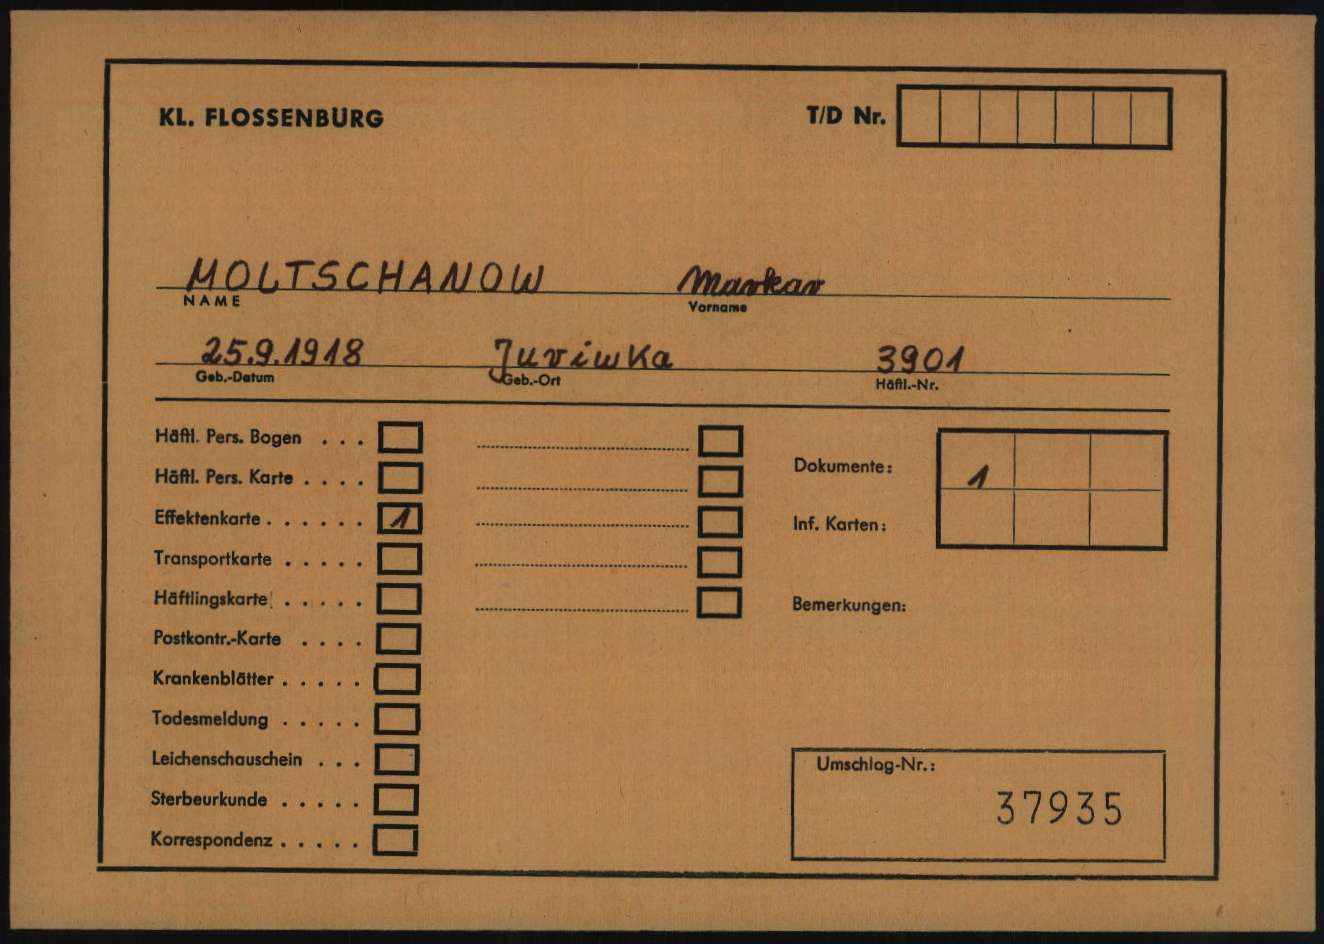 KL. FLOSSENBÜRG
T/D Nr.
MOLTSCHANOW Markar
NAME Vorname
25.9.1918 Juviwka 3901
Geb.-Datum Geb.-Ort Häftl.-Nr.
Häftl. Pers. Bogen . . .
Häftl. Pers. Karte . . . .
Effektenkarte . . . . . . 1
Transportkarte . . . . .
Häftlingskarte . . . . .
Postkontr.-Karte . . . .
Krankenblätter . . . . .
Todesmeldung . . . . .
Leichenschauschein . . .
Sterbeurkunde . . . . .
Korrespondenz . . . . .
Dokumente: 1
Inf. Karten:
Bemerkungen:
Umschlag-Nr.:
37935